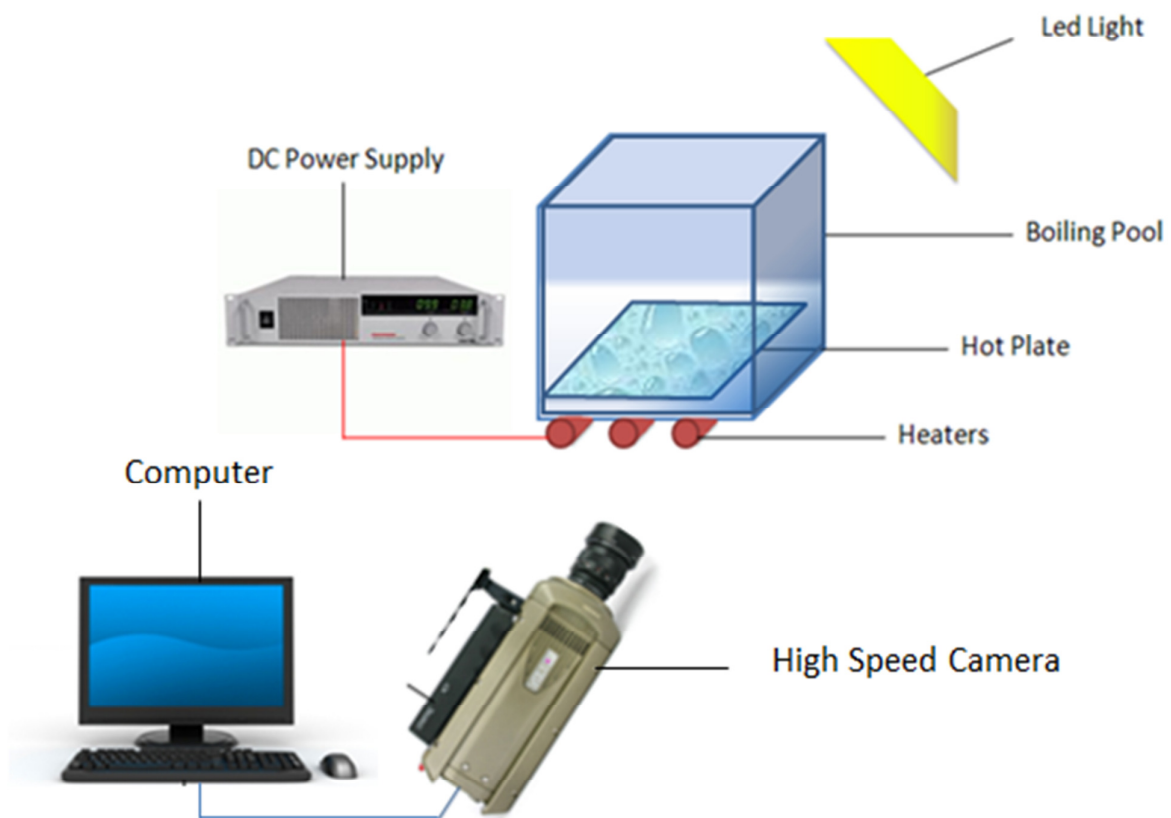 Led Light
DC Power Supply
Boiling Pool
Hot Plate
Heaters
Computer
High Speed Camera